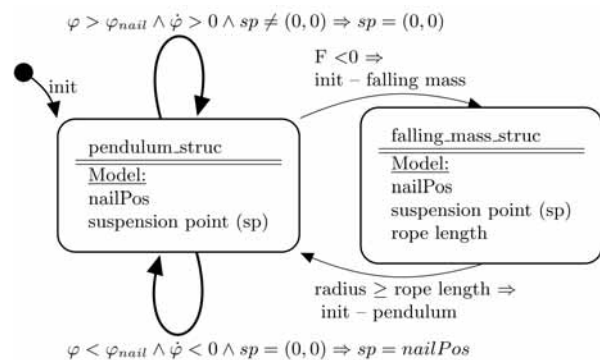 φ > φ_nail ∧ φ̇ > 0 ∧ sp ≠ (0, 0) ⇒ sp = (0, 0)
init
F <0 ⇒
init – falling mass
pendulum_struc
Model:
nailPos
suspension point (sp)
falling_mass_struc
Model:
nailPos
suspension point (sp)
rope length
radius ≥ rope length ⇒
init – pendulum
φ < φ_nail ∧ φ̇ < 0 ∧ sp = (0, 0) ⇒ sp = nailPos